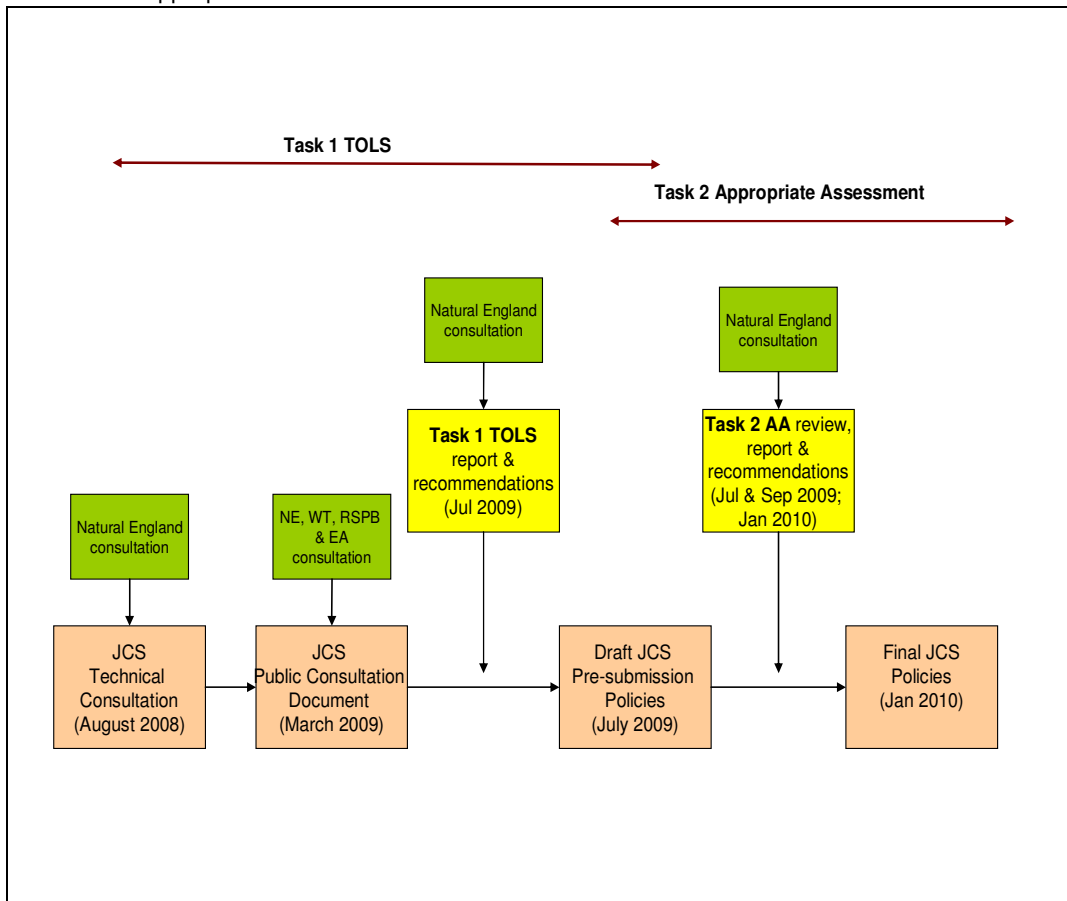 Task 1 TOLS
Task 2 Appropriate Assessment
Natural England
consultation
Natural England
consultation
Task 1 TOLS
report &
recommendations
(Jul 2009)
Task 2 AA review,
report &
recommendations
(Jul & Sep 2009;
Jan 2010)
Natural England
consultation
NE, WT, RSPB
& EA
consultation
JCS
Technical
Consultation
(August 2008)
JCS
Public Consultation
Document
(March 2009)
Draft JCS
Pre-submission
Policies
(July 2009)
Final JCS
Policies
(Jan 2010)